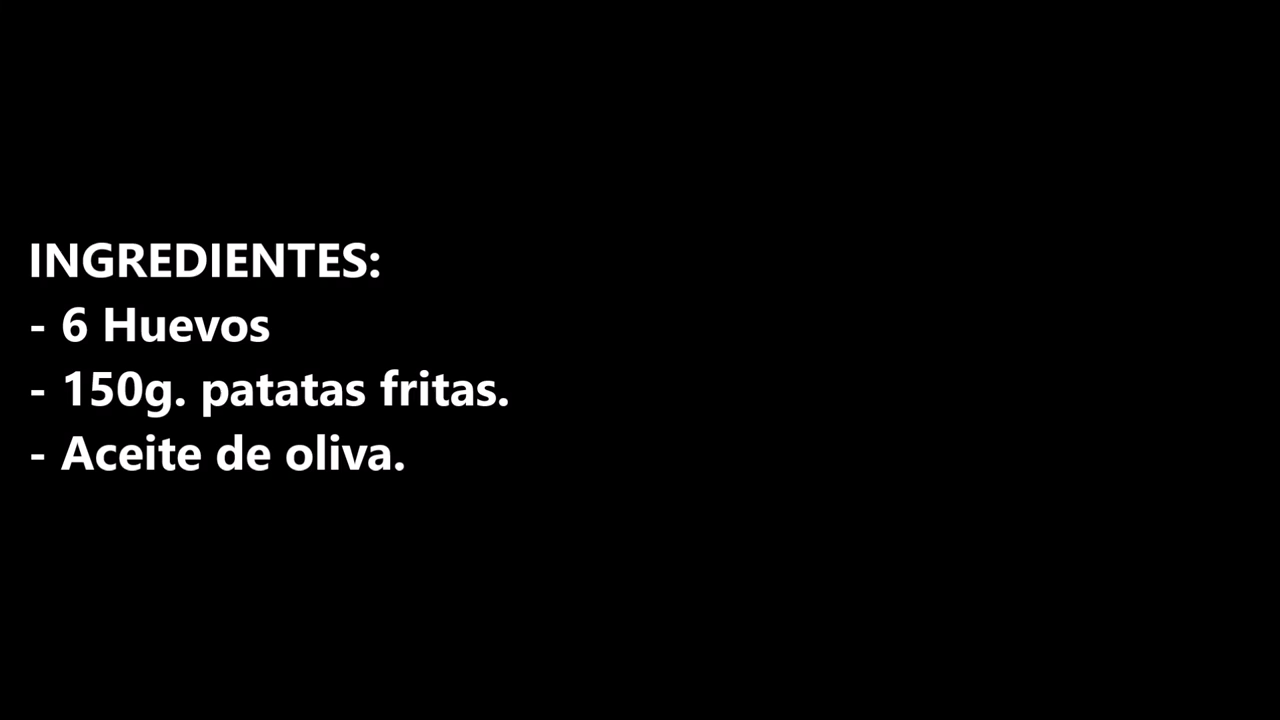 INGREDIENTES:
- 6 Huevos
- 150g. patatas fritas.
- Aceite de oliva.